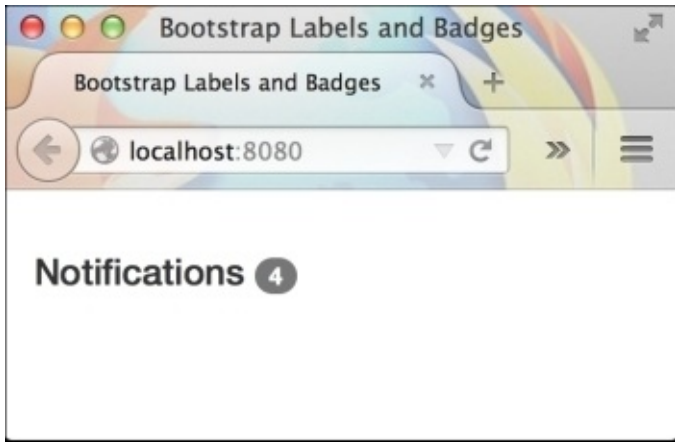 Bootstrap Labels and Badges
Bootstrap Labels and Badges
localhost:8080
Notifications 4